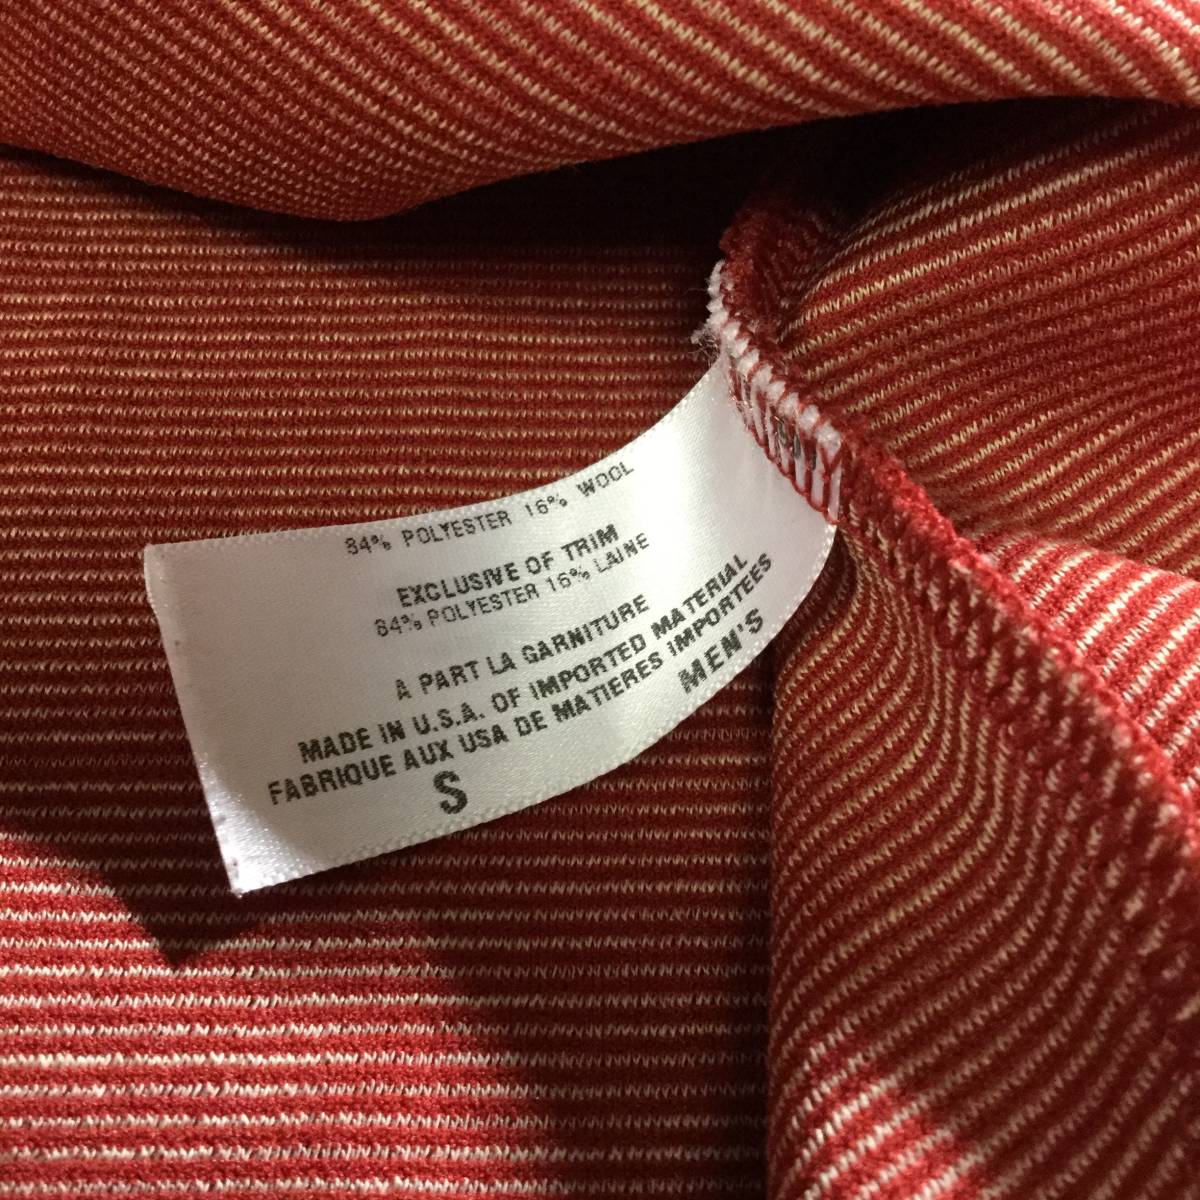 84% POLYESTER 16% WOOL
EXCLUSIVE OF TRIM
84% POLYESTER 16% LAINE
A PART LA GARNITURE
MADE IN U.S.A. OF IMPORTED MATERIAL
FABRIQUE AUX USA DE MATIERES IMPORTEES
MEN'S
S